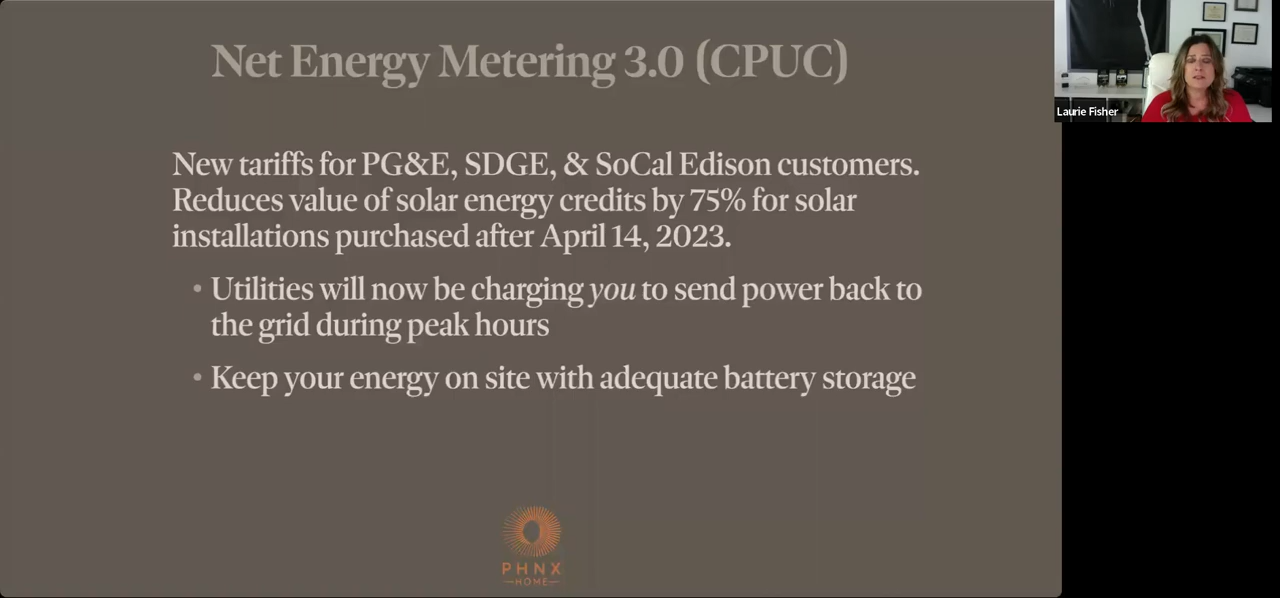 Net Energy Metering 3.0 (CPUC)
New tariffs for PG&E, SDGE, & SoCal Edison customers.
Reduces value of solar energy credits by 75% for solar
installations purchased after April 14, 2023.
• Utilities will now be charging you to send power back to
the grid during peak hours
• Keep your energy on site with adequate battery storage
PHNX
HOME
Laurie Fisher